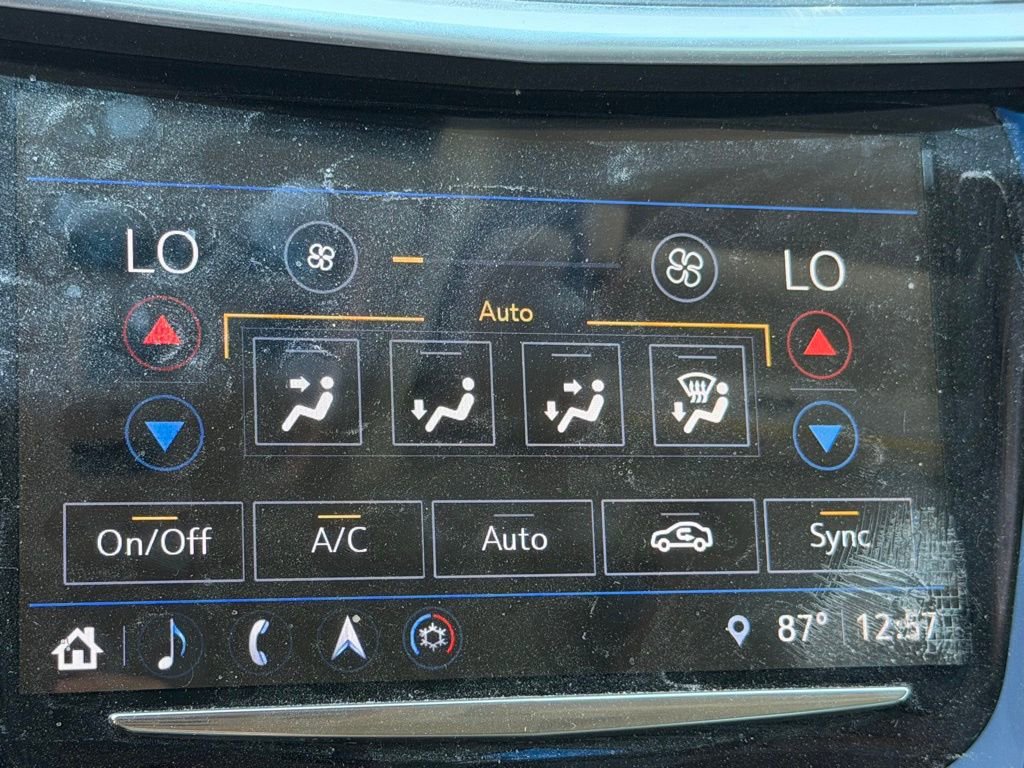 LO LO
Auto
On/Off A/C Auto Sync
87° 12:57